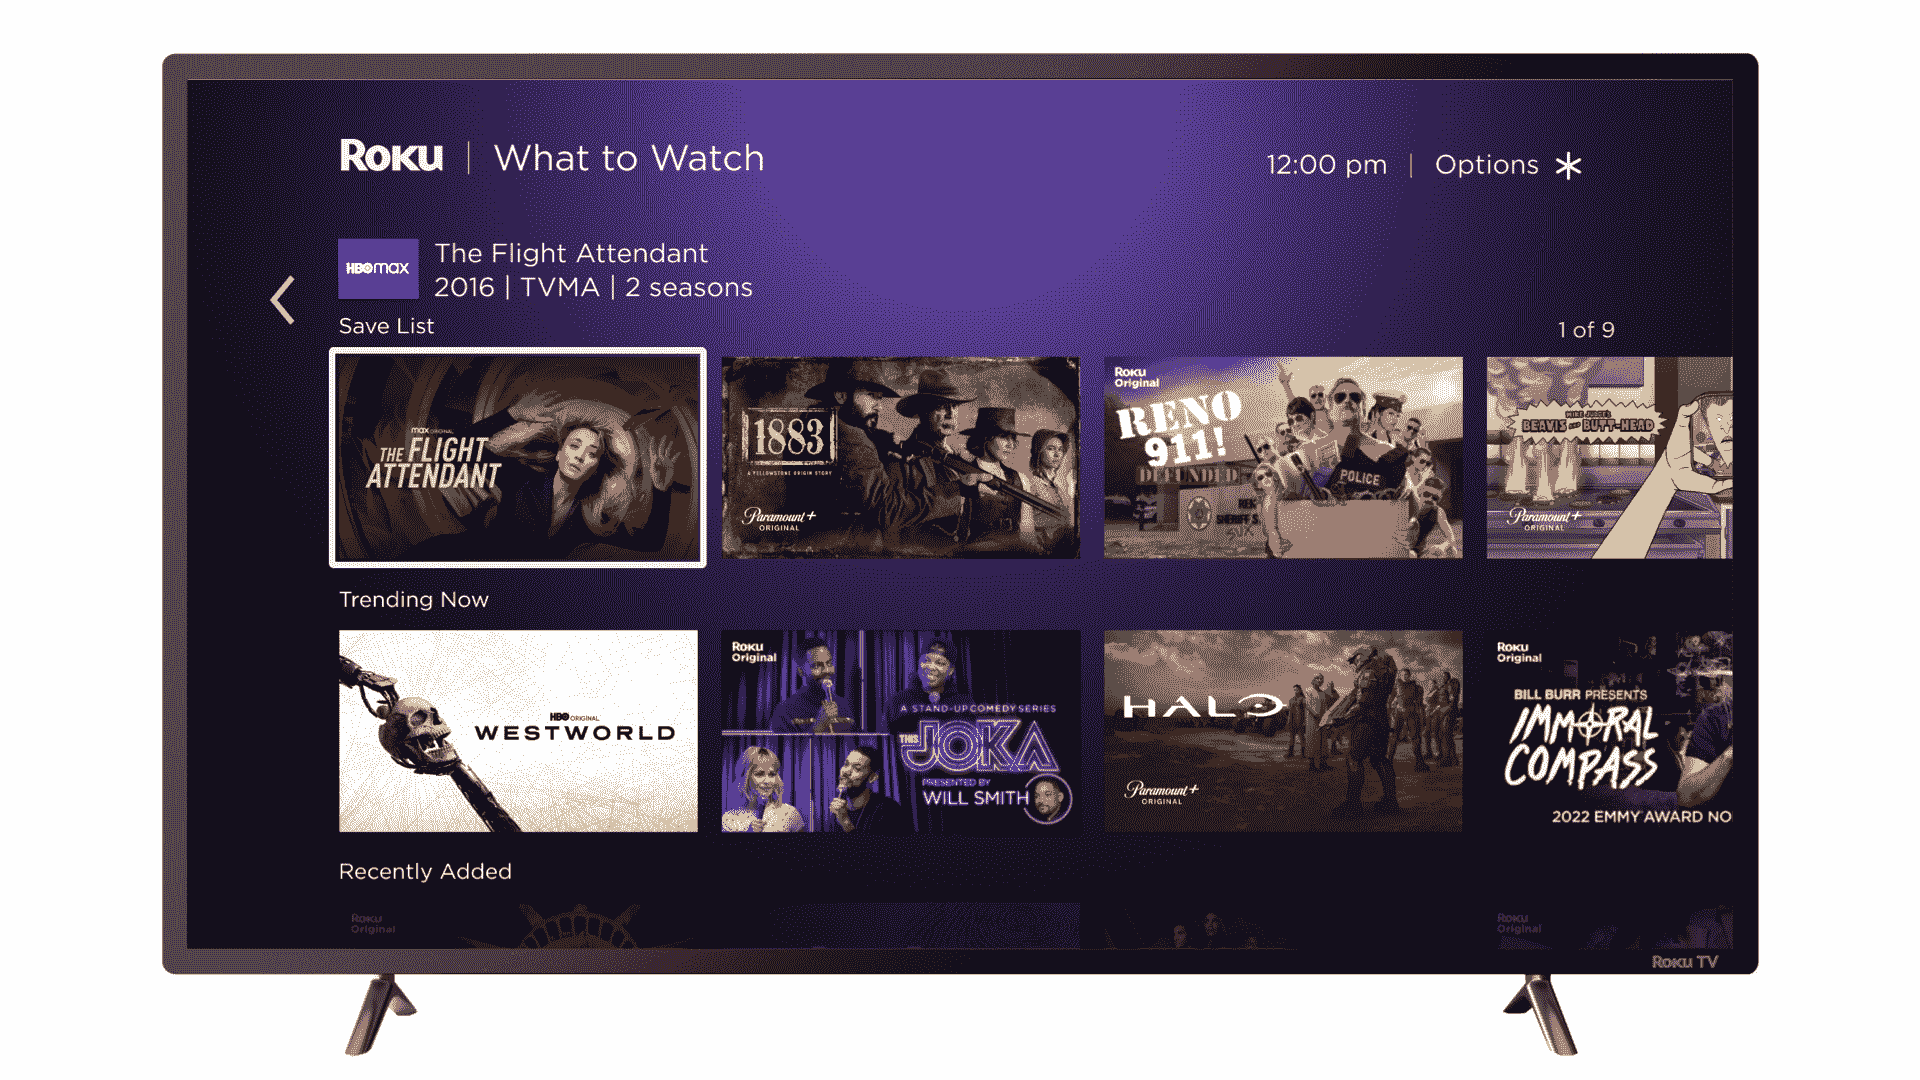 Roku | What to Watch
12:00 pm | Options *
HBOmax
The Flight Attendant
2016 | TVMA | 2 seasons
Save List
1 of 9
max ORIGINAL
THE FLIGHT
ATTENDANT
1883
A YELLOWSTONE ORIGIN STORY
Paramount+
ORIGINAL
Roku
Original
RENO
911!
DEFUNDED
POLICE
SHERIFF'S
MIKE JUDGE'S
BEAVIS AND BUTT-HEAD
Paramount+
ORIGINAL
Trending Now
HBO ORIGINAL
WESTWORLD
Roku
Original
A STAND-UP COMEDY SERIES
THIS
JOKA
PRESENTED BY
WILL SMITH
HALO
Paramount+
ORIGINAL
Roku
Original
BILL BURR PRESENTS
IMMORAL
COMPASS
2022 EMMY AWARD NO
Recently Added
Roku
Original
Roku
Original
Roku TV